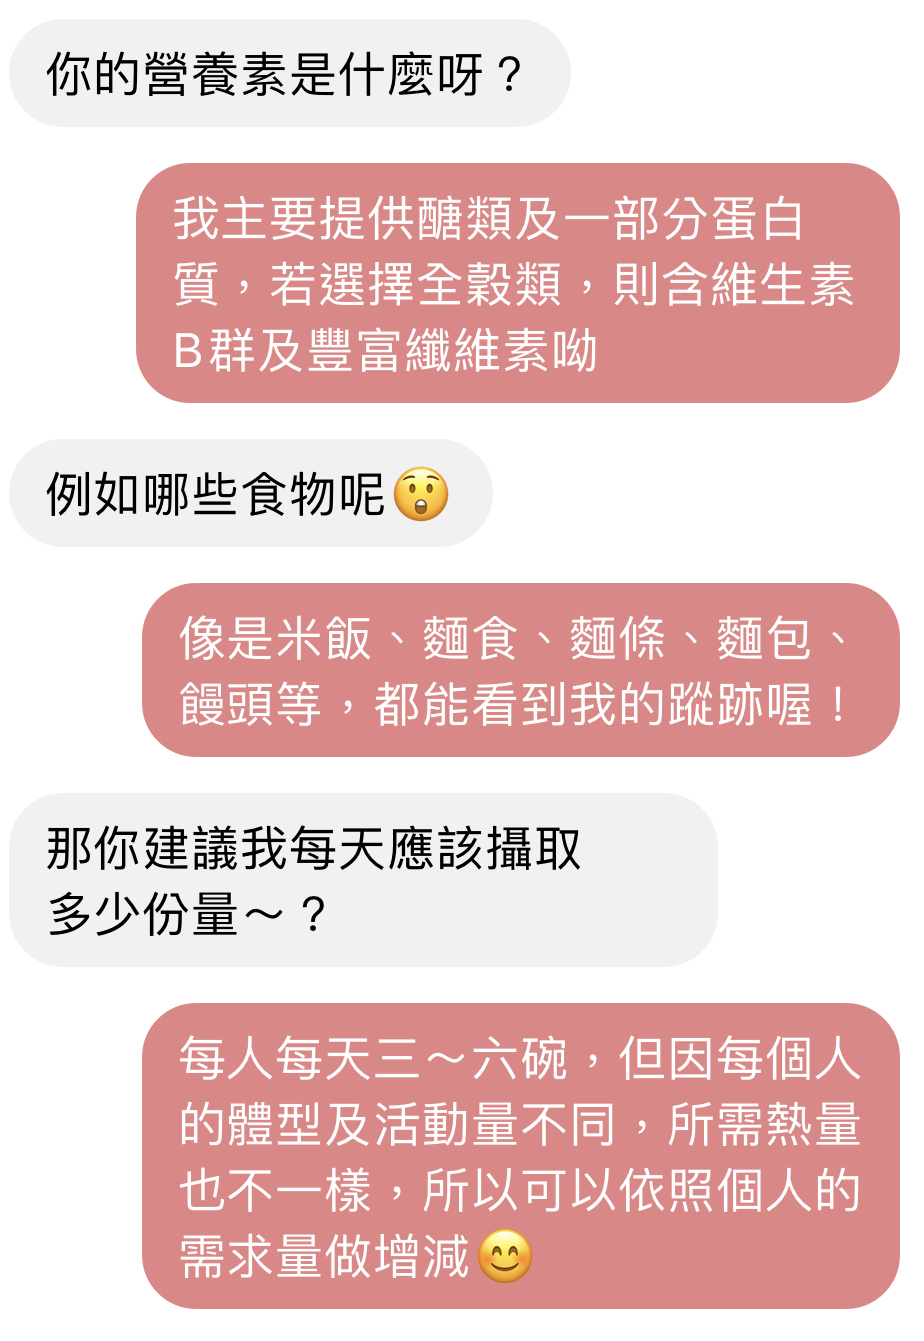 你的營養素是什麼呀？
我主要提供醣類及一部分蛋白
質，若選擇全穀類，則含維生素
B群及豐富纖維素呦
例如哪些食物呢😲
像是米飯、麵食、麵條、麵包、
饅頭等，都能看到我的蹤跡喔！
那你建議我每天應該攝取
多少份量～？
每人每天三～六碗，但因每個人
的體型及活動量不同，所需熱量
也不一樣，所以可以依照個人的
需求量做增減😊